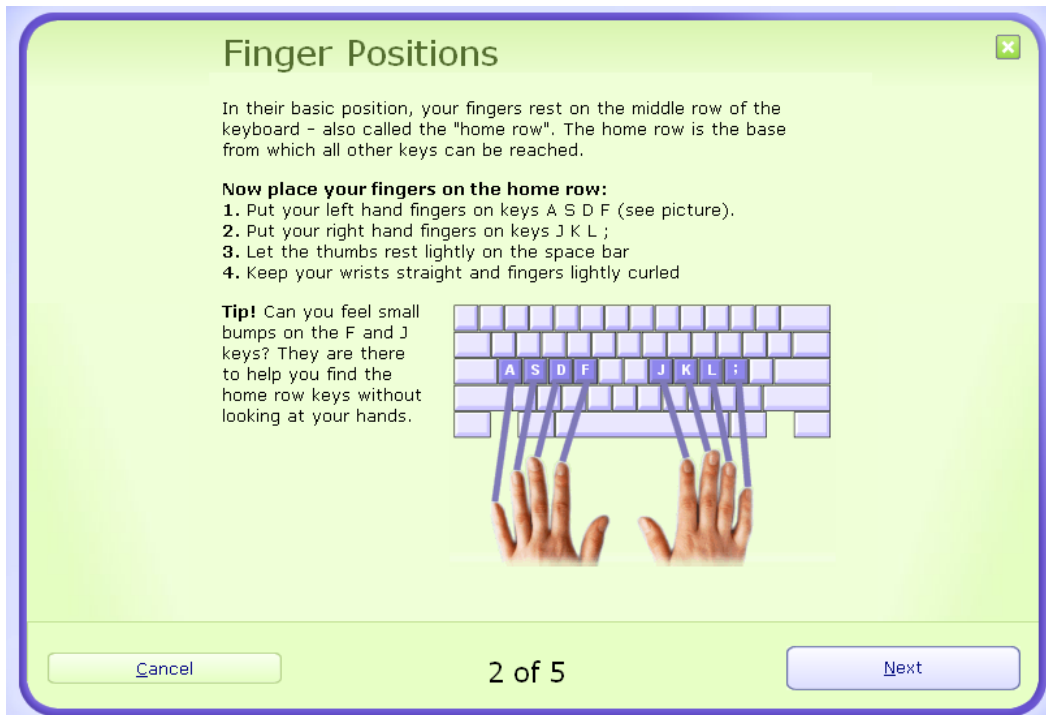 Finger Positions
In their basic position, your fingers rest on the middle row of the
keyboard - also called the "home row". The home row is the base
from which all other keys can be reached.
Now place your fingers on the home row:
1. Put your left hand fingers on keys A S D F (see picture).
2. Put your right hand fingers on keys J K L ;
3. Let the thumbs rest lightly on the space bar
4. Keep your wrists straight and fingers lightly curled
Tip! Can you feel small
bumps on the F and J
keys? They are there
to help you find the
home row keys without
looking at your hands.
A S D F J K L ;
Cancel
2 of 5
Next